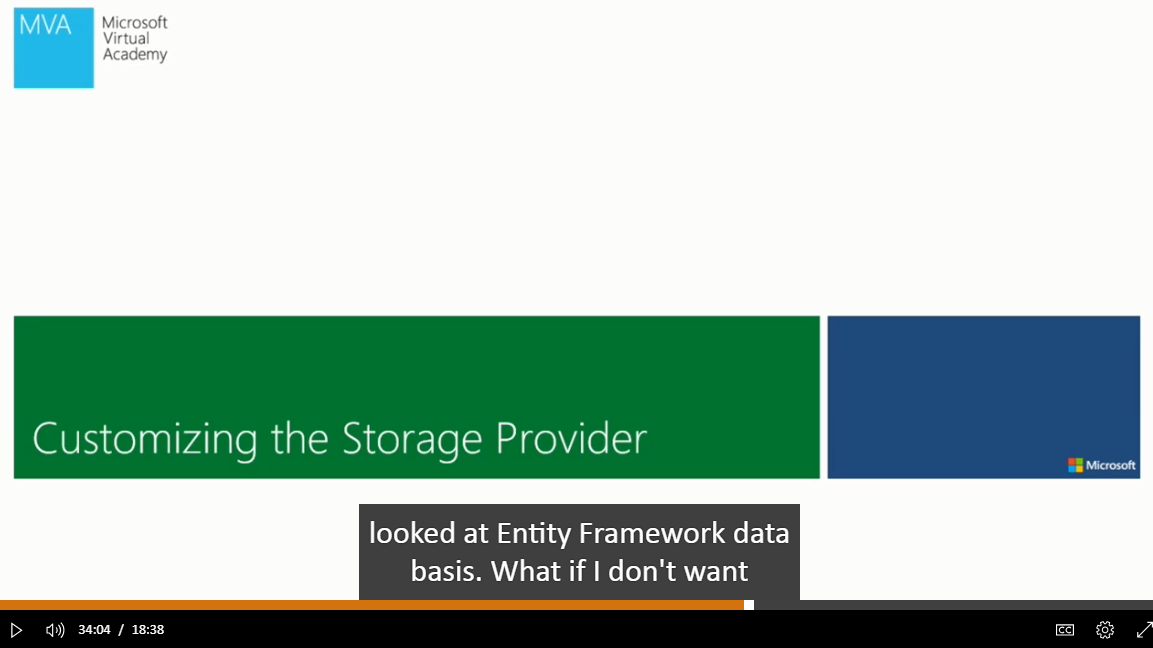 MVA
Microsoft
Virtual
Academy
Customizing the Storage Provider
Microsoft
looked at Entity Framework data
basis. What if I don't want
34:04 / 18:38
CC